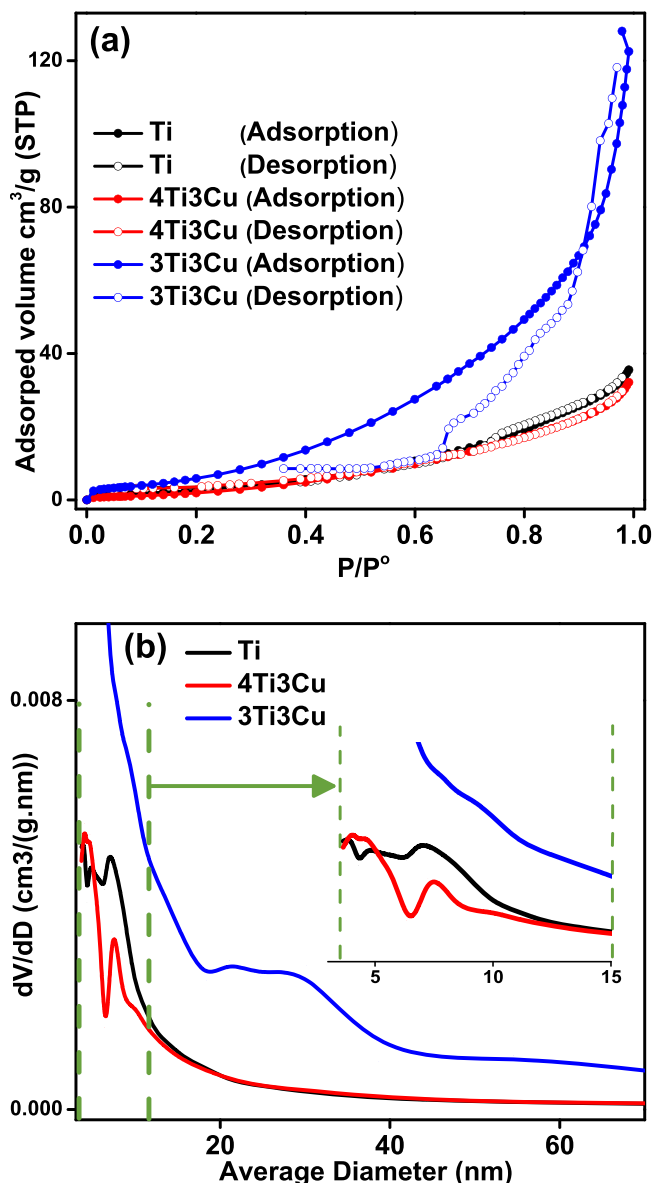 (a)
120
80
40
0
Adsorped volume cm³/g (STP)
Ti (Adsorption)
Ti (Desorption)
4Ti3Cu (Adsorption)
4Ti3Cu (Desorption)
3Ti3Cu (Adsorption)
3Ti3Cu (Desorption)
0.0 0.2 0.4 0.6 0.8 1.0
P/Pº
(b)
Ti
4Ti3Cu
3Ti3Cu
0.008
0.000
dV/dD (cm3/(g.nm))
5 10 15
20 40 60
Average Diameter (nm)